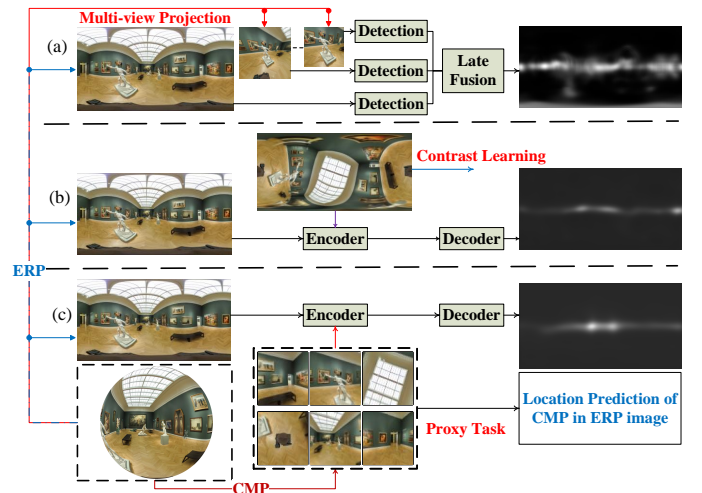 Multi-view Projection
(a)
Detection
Detection
Detection
Late
Fusion
(b)
Contrast Learning
Encoder
Decoder
ERP
(c)
Encoder
Decoder
Proxy Task
Location Prediction of
CMP in ERP image
CMP